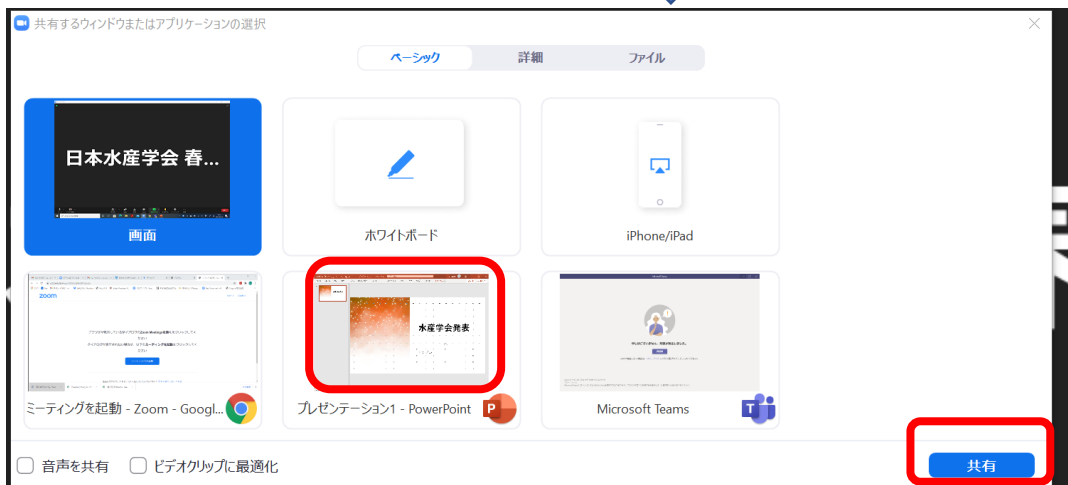 共有するウィンドウまたはアプリケーションの選択
ベーシック 詳細 ファイル
日本水産学会 春...
画面
ホワイトボード
iPhone/iPad
zoom
水産学会発表
ミーティングを起動 - Zoom - Googl...
プレゼンテーション1 - PowerPoint
Microsoft Teams
音声を共有 ビデオクリップに最適化
共有